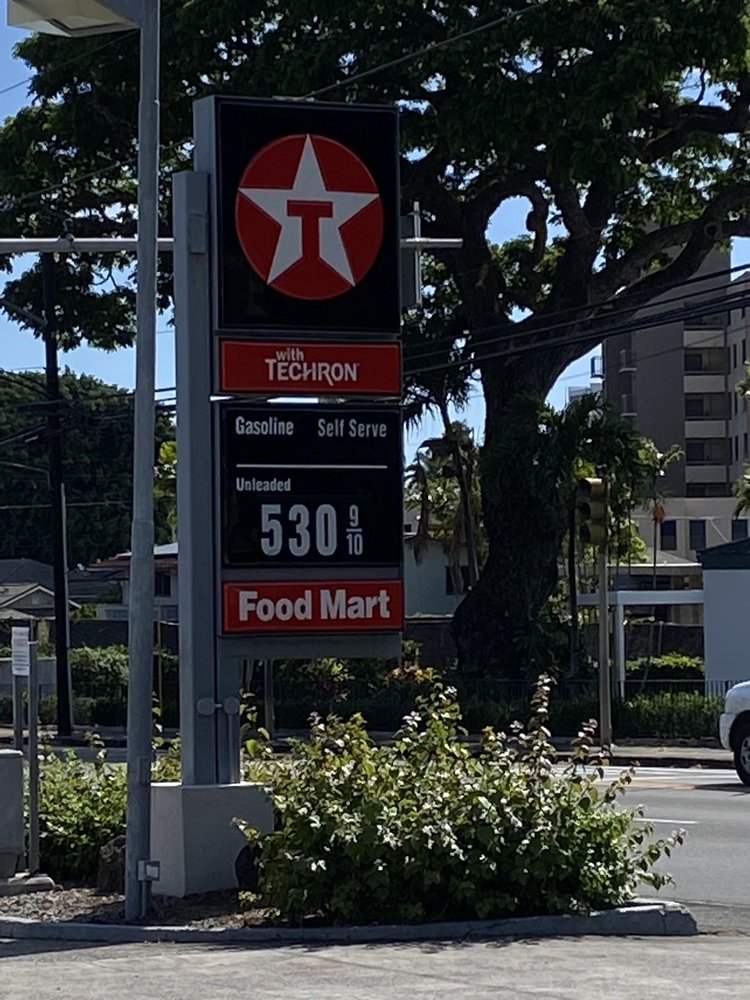 T
with
TECHRON
Gasoline Self Serve
Unleaded
530 9/10
Food Mart